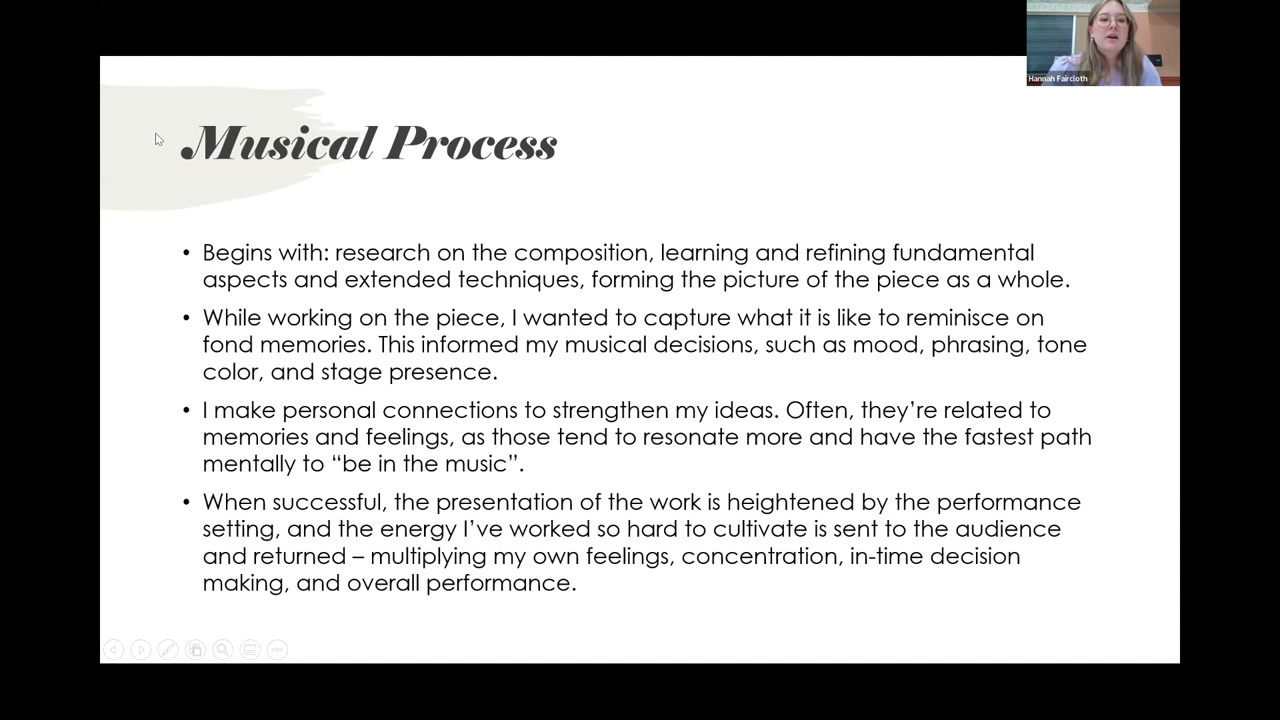 Hannah Faircloth
Musical Process
• Begins with: research on the composition, learning and refining fundamental
aspects and extended techniques, forming the picture of the piece as a whole.
• While working on the piece, I wanted to capture what it is like to reminisce on
fond memories. This informed my musical decisions, such as mood, phrasing, tone
color, and stage presence.
• I make personal connections to strengthen my ideas. Often, they’re related to
memories and feelings, as those tend to resonate more and have the fastest path
mentally to “be in the music”.
• When successful, the presentation of the work is heightened by the performance
setting, and the energy I’ve worked so hard to cultivate is sent to the audience
and returned – multiplying my own feelings, concentration, in-time decision
making, and overall performance.